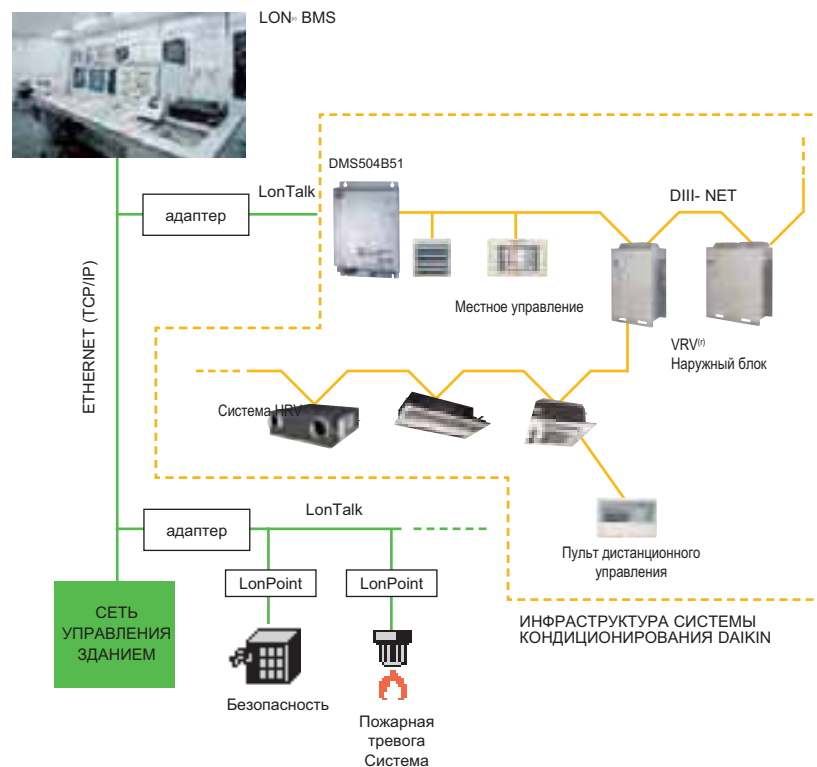 LON BMS
DMS504B51
LonTalk
DIII- NET
адаптер
Местное управление
ETHERNET (TCP/IP)
VRV(r)
Наружный блок
Система HRV
LonTalk
адаптер
Пульт дистанционного
управления
LonPoint
LonPoint
СЕТЬ
УПРАВЛЕНИЯ
ЗДАНИЕМ
ИНФРАСТРУКТУРА СИСТЕМЫ
КОНДИЦИОНИРОВАНИЯ DAIKIN
Безопасность
Пожарная
тревога
Система